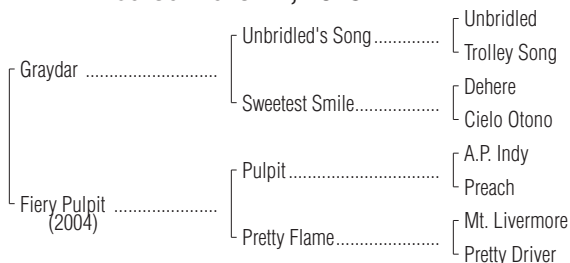 Unbridled
Unbridled's Song
Trolley Song
Graydar
Dehere
Sweetest Smile
Cielo Otono
A.P. Indy
Pulpit
Preach
Fiery Pulpit
(2004)
Mt. Livermore
Pretty Flame
Pretty Driver